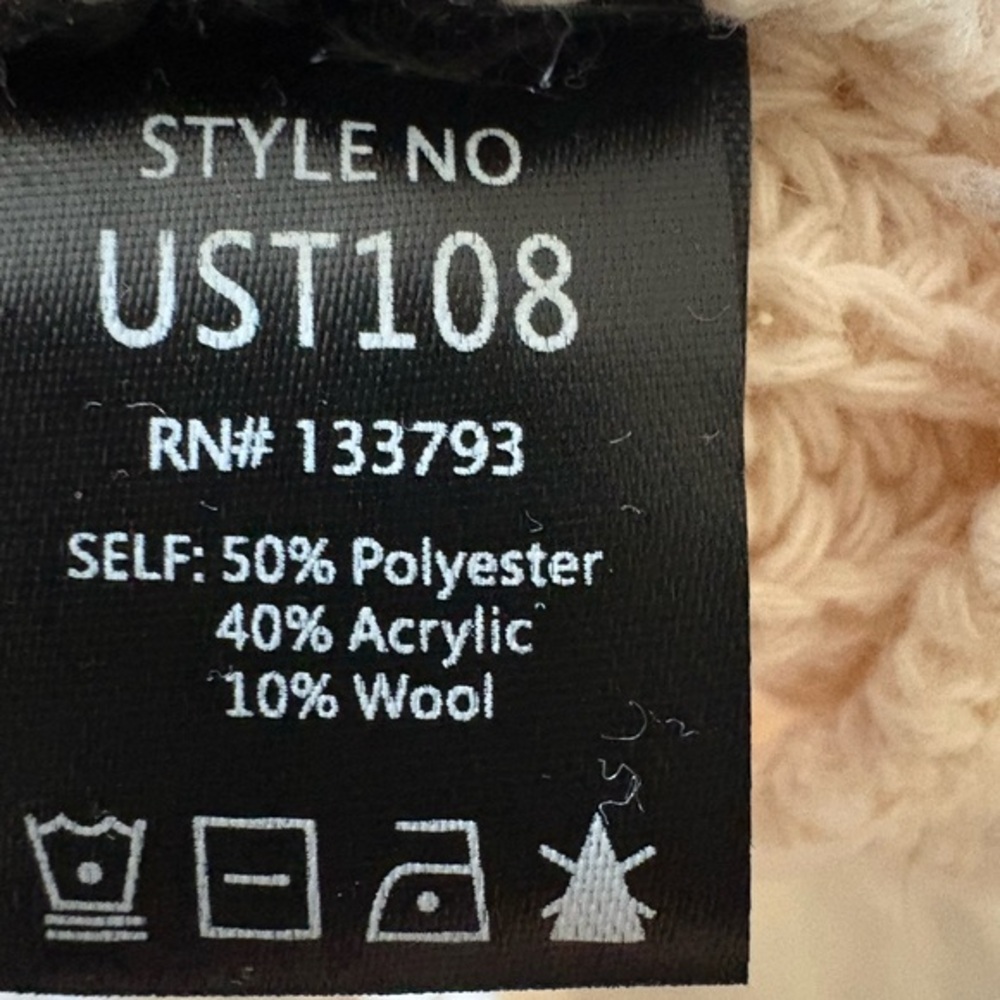 STYLE NO
UST108
RN# 133793
SELF: 50% Polyester
40% Acrylic
10% Wool